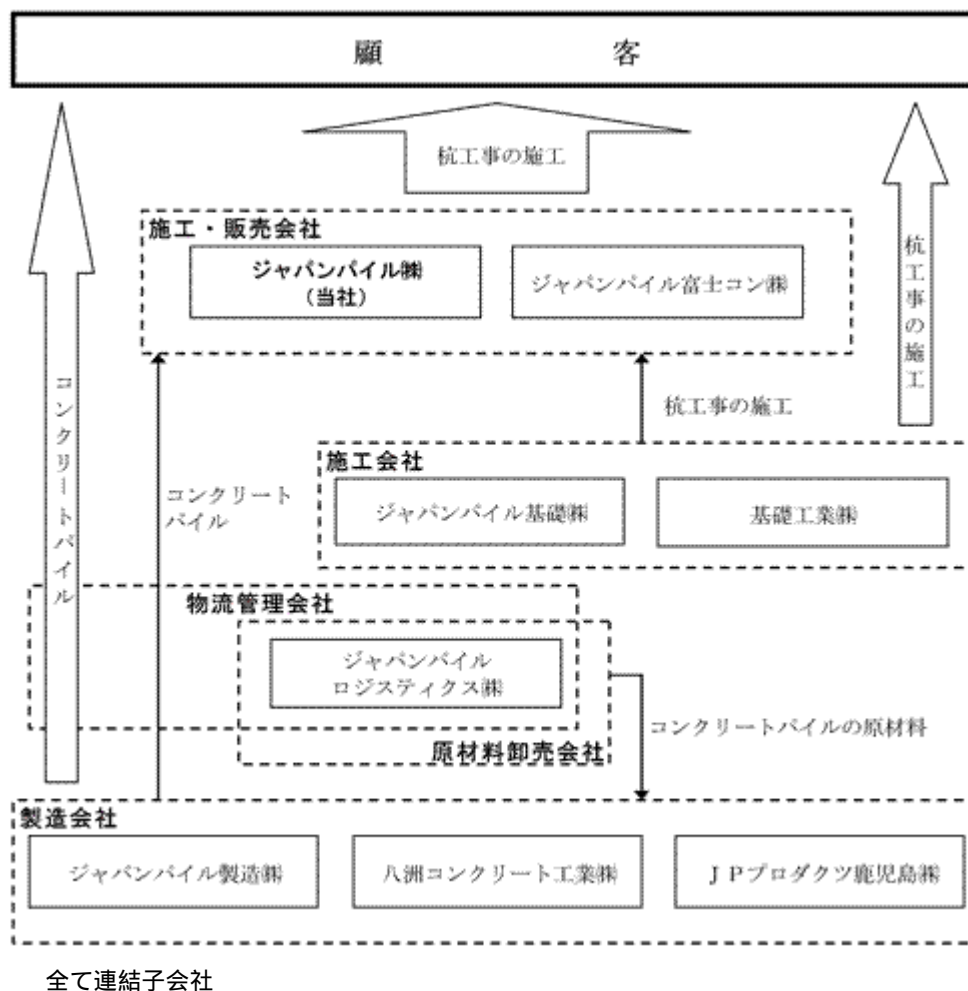 顧客
杭工事の施工
施工・販売会社
ジャパンパイル㈱
（当社）
ジャパンパイル富士コン㈱
杭工事の施工
コンクリートパイル
杭工事の施工
施工会社
ジャパンパイル基礎㈱
基礎工業㈱
コンクリート
パイル
物流管理会社
ジャパンパイル
ロジスティクス㈱
コンクリートパイルの原材料
原材料卸売会社
製造会社
ジャパンパイル製造㈱
八洲コンクリート工業㈱
ＪＰプロダクツ鹿児島㈱
全て連結子会社